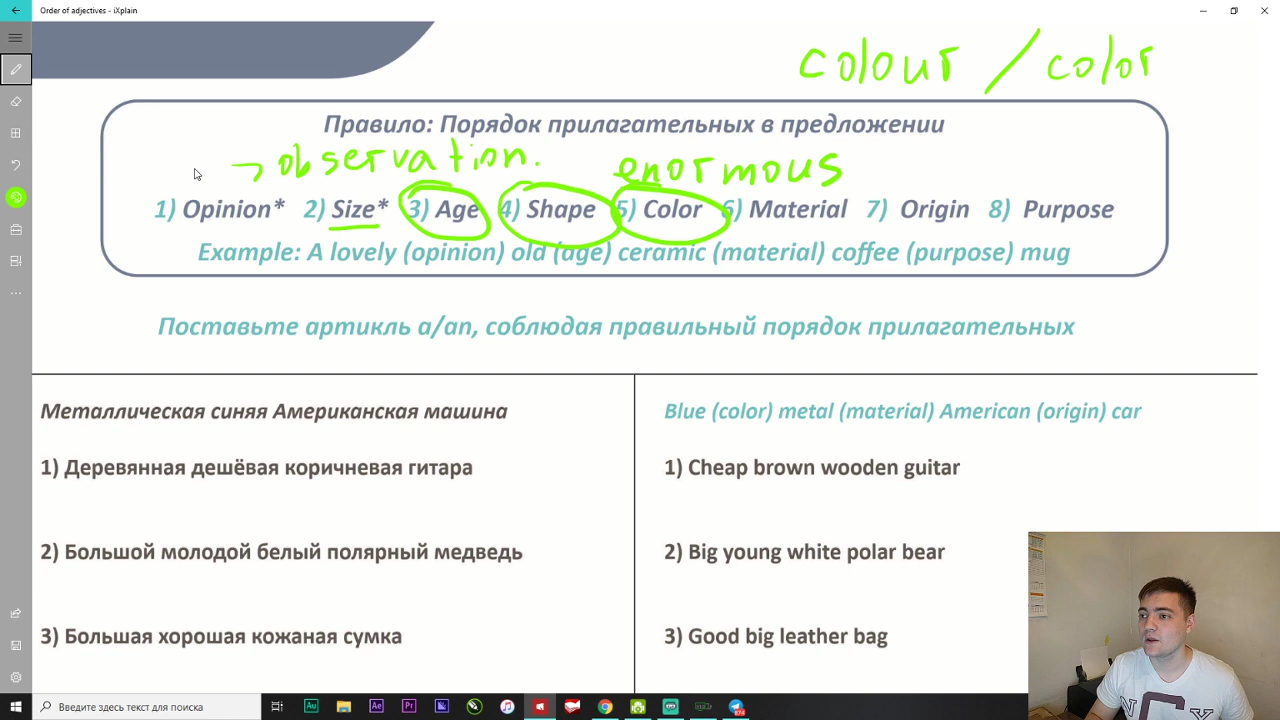 Order of adjectives - iXplain
colour / color
Правило: Порядок прилагательных в предложении
→ observation. enormous
1) Opinion* 2) Size* 3) Age 4) Shape 5) Color 6) Material 7) Origin 8) Purpose
Example: A lovely (opinion) old (age) ceramic (material) coffee (purpose) mug
Поставьте артикль a/an, соблюдая правильный порядок прилагательных
Металлическая синяя Американская машина
1) Деревянная дешёвая коричневая гитара
2) Большой молодой белый полярный медведь
3) Большая хорошая кожаная сумка
Blue (color) metal (material) American (origin) car
1) Cheap brown wooden guitar
2) Big young white polar bear
3) Good big leather bag
Введите здесь текст для поиска
Au
Ae
Pr